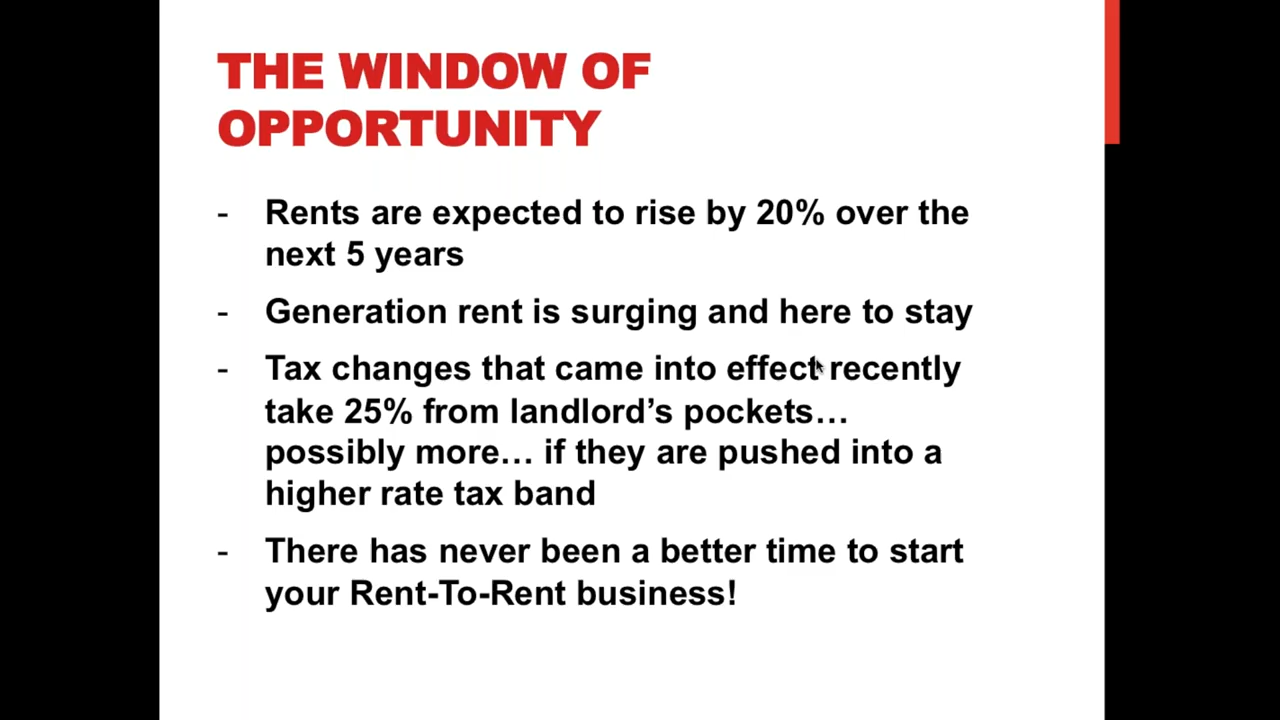 THE WINDOW OF
OPPORTUNITY
- Rents are expected to rise by 20% over the
next 5 years
- Generation rent is surging and here to stay
- Tax changes that came into effect recently
take 25% from landlord’s pockets…
possibly more… if they are pushed into a
higher rate tax band
- There has never been a better time to start
your Rent-To-Rent business!